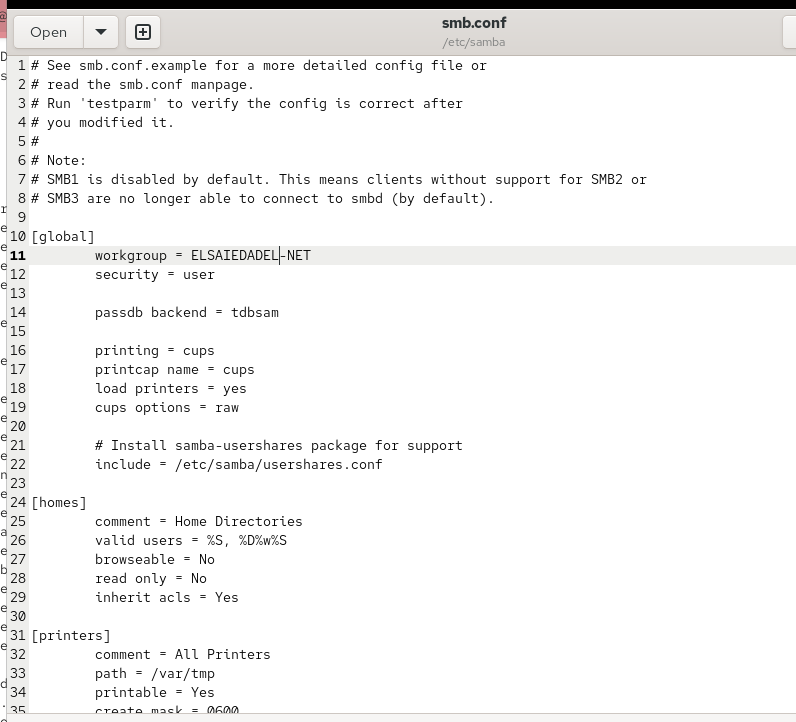 Open
smb.conf
/etc/samba
1 # See smb.conf.example for a more detailed config file or
2 # read the smb.conf manpage.
3 # Run 'testparm' to verify the config is correct after
4 # you modified it.
5 #
6 # Note:
7 # SMB1 is disabled by default. This means clients without support for SMB2 or
8 # SMB3 are no longer able to connect to smbd (by default).
9
10 [global]
11         workgroup = ELSAIEDADEL-NET
12         security = user
13
14         passdb backend = tdbsam
15
16         printing = cups
17         printcap name = cups
18         load printers = yes
19         cups options = raw
20
21         # Install samba-usershares package for support
22         include = /etc/samba/usershares.conf
23
24 [homes]
25         comment = Home Directories
26         valid users = %S, %D%w%S
27         browseable = No
28         read only = No
29         inherit acls = Yes
30
31 [printers]
32         comment = All Printers
33         path = /var/tmp
34         printable = Yes
35         create mask = 0600